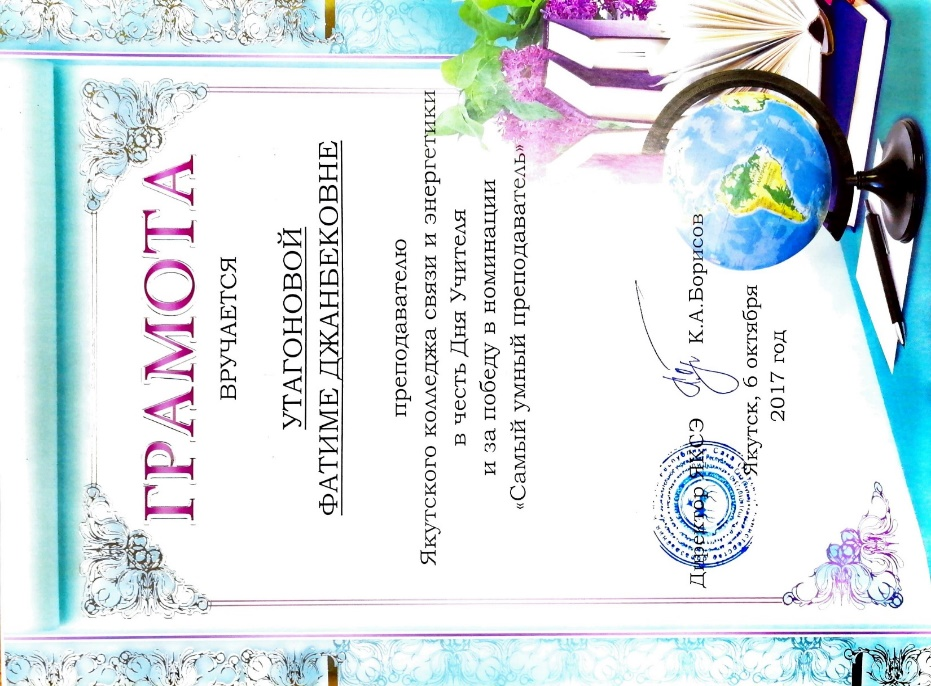 ГРАМОТА
ВРУЧАЕТСЯ
УТАГОНОВОЙ
ФАТИМЕ ДЖАНБЕКОВНЕ
преподавателю
Якутского колледжа связи и энергетики
в честь Дня Учителя
и за победу в номинации
«Самый умный преподаватель»
Директор ЯКСЭ К.А.Борисов
Якутск, 6 октября
2017 год